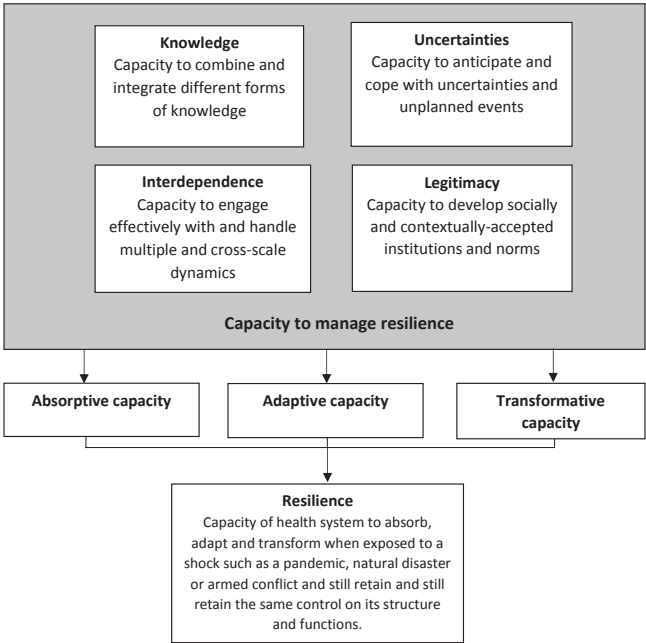 Knowledge
Capacity to combine and
integrate different forms
of knowledge
Uncertainties
Capacity to anticipate and
cope with uncertainties and
unplanned events
Interdependence
Capacity to engage
effectively with and handle
multiple and cross-scale
dynamics
Legitimacy
Capacity to develop socially
and contextually-accepted
institutions and norms
Capacity to manage resilience
Absorptive capacity
Adaptive capacity
Transformative
capacity
Resilience
Capacity of health system to absorb,
adapt and transform when exposed to a
shock such as a pandemic, natural disaster
or armed conflict and still retain and still
retain the same control on its structure
and functions.